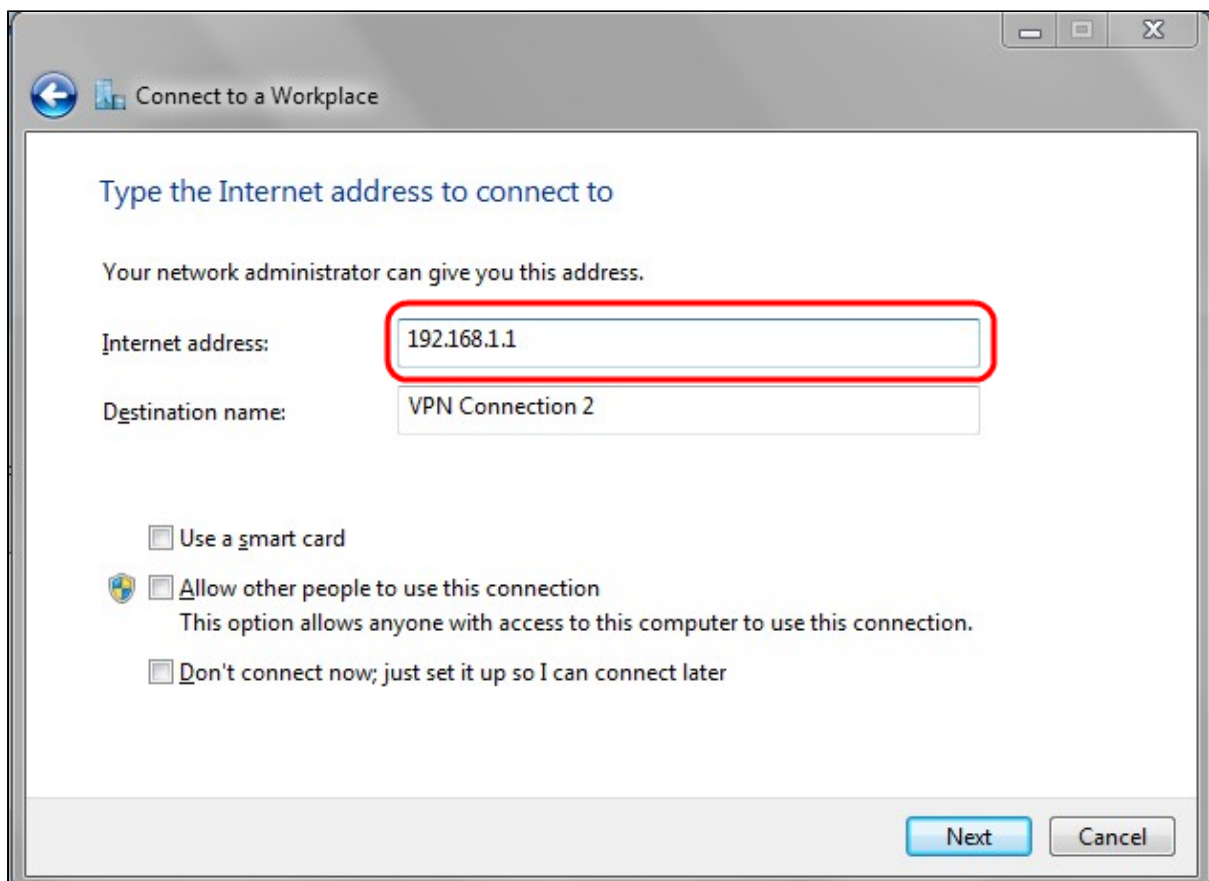 Connect to a Workplace
Type the Internet address to connect to
Your network administrator can give you this address.
Internet address:
192.168.1.1
Destination name:
VPN Connection 2
Use a smart card
Allow other people to use this connection
This option allows anyone with access to this computer to use this connection.
Don't connect now; just set it up so I can connect later
Next
Cancel